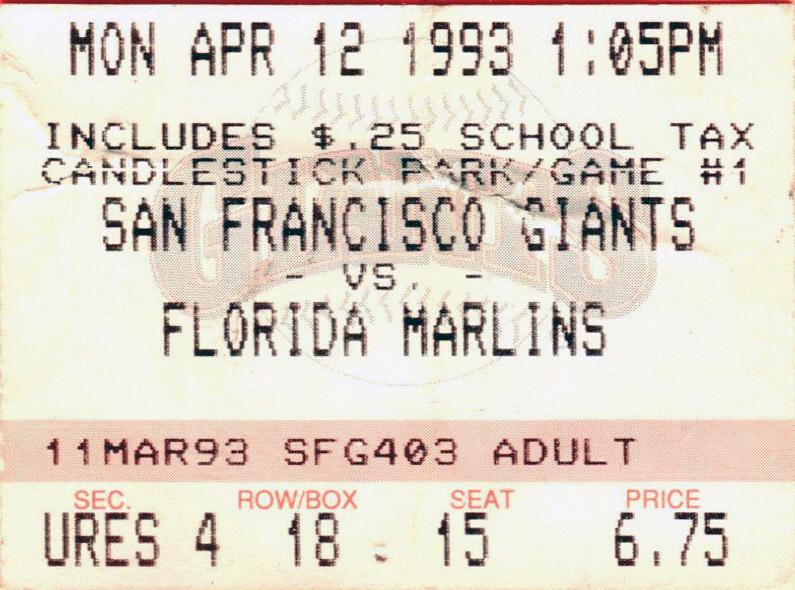 MON APR 12 1993 1:05PM
INCLUDES $.25 SCHOOL TAX
CANDLESTICK PARK/GAME #1
SAN FRANCISCO GIANTS
- VS. -
FLORIDA MARLINS
GIANTS
11MAR93 SFG403 ADULT
SEC. ROW/BOX SEAT PRICE
URES 4 18 15 6.75